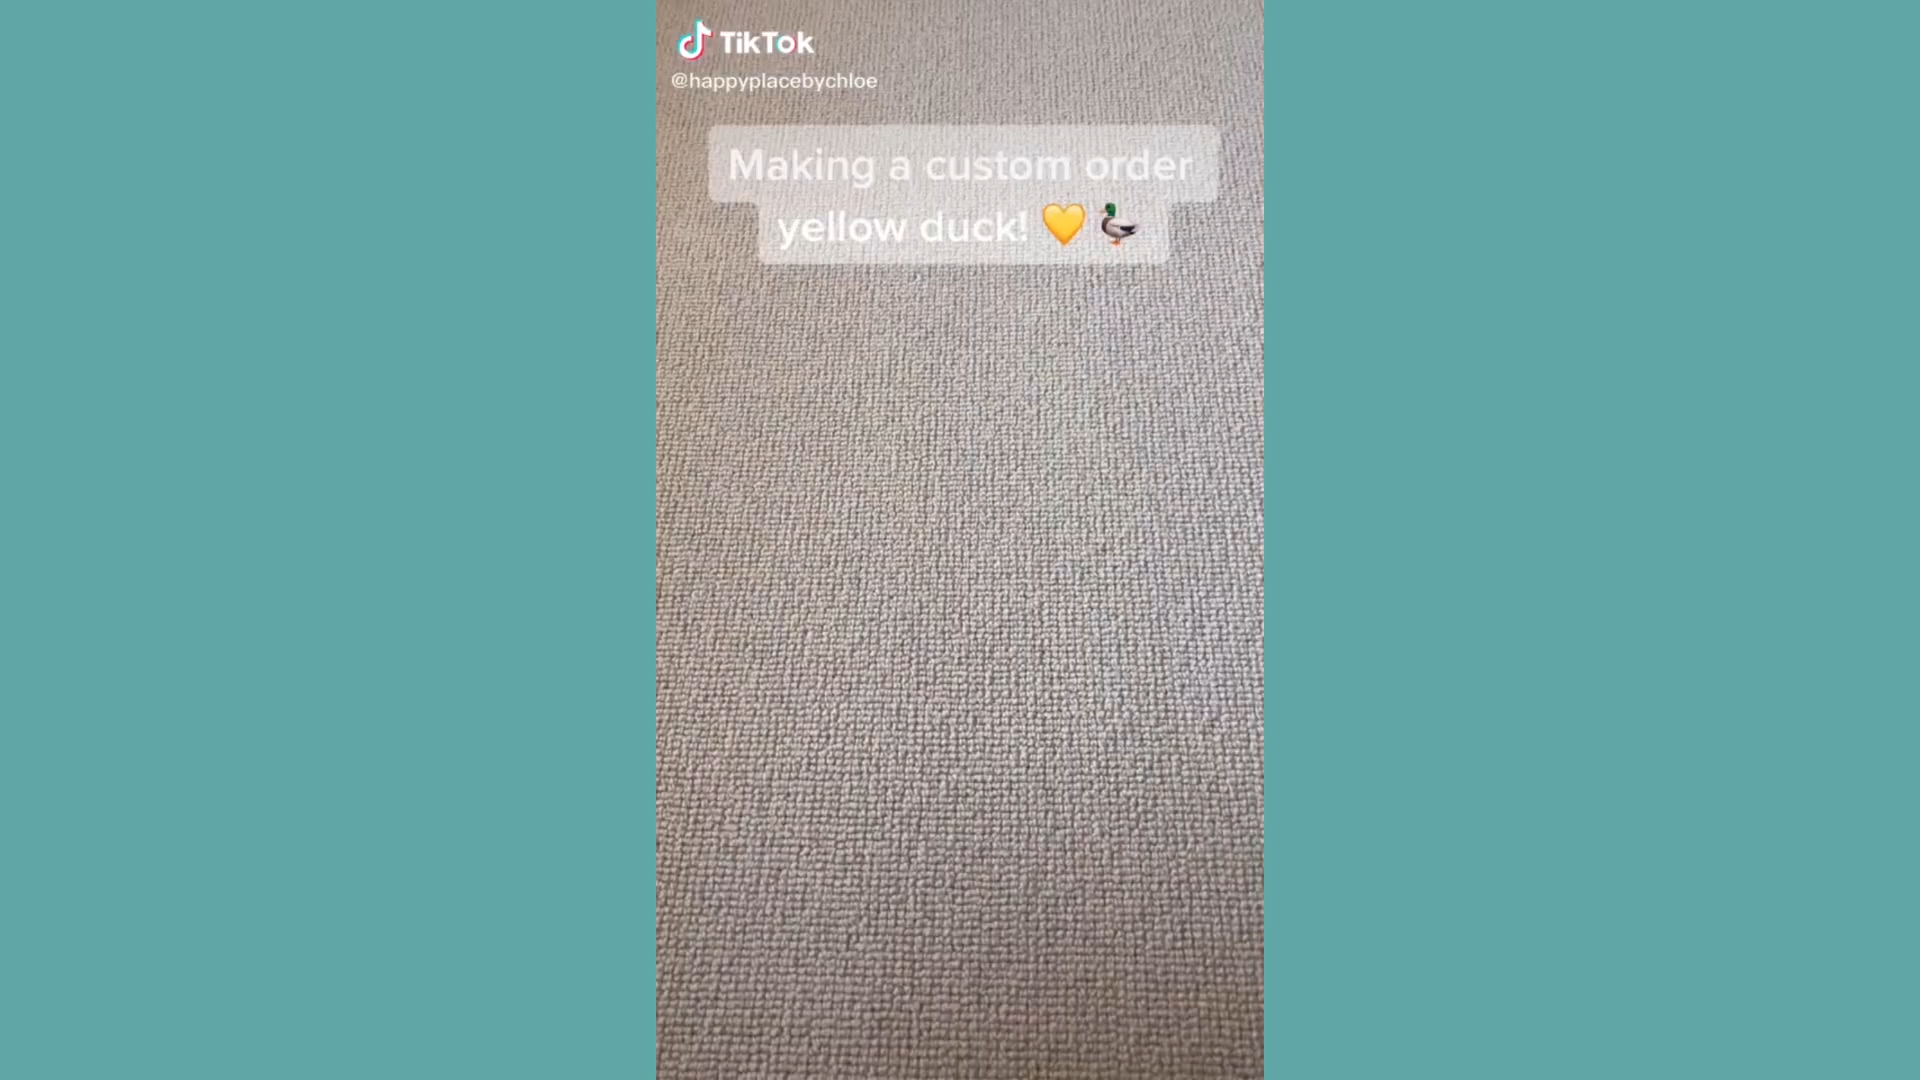 TikTok
@happyplacebychloe
Making a custom order
yellow duck! 💛🦆